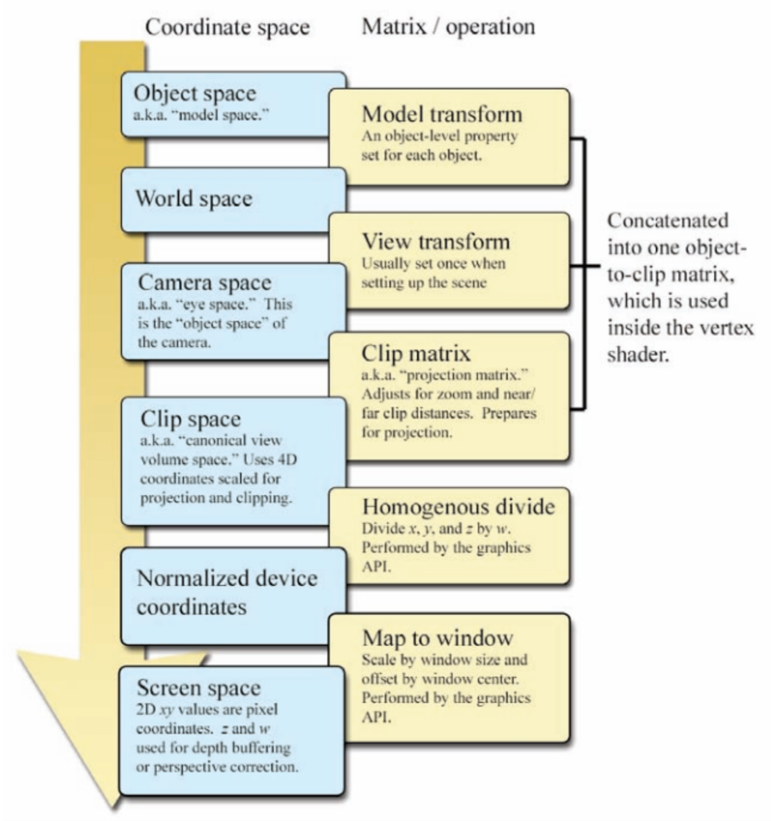 Coordinate space
Matrix / operation
Object space
a.k.a. “model space.”
Model transform
An object-level property
set for each object.
World space
View transform
Usually set once when
setting up the scene
Camera space
a.k.a. “eye space.” This
is the “object space” of
the camera.
Clip matrix
a.k.a. “projection matrix.”
Adjusts for zoom and near/
far clip distances. Prepares
for projection.
Clip space
a.k.a. “canonical view
volume space.” Uses 4D
coordinates scaled for
projection and clipping.
Homogenous divide
Divide x, y, and z by w.
Performed by the graphics
API.
Normalized device
coordinates
Map to window
Scale by window size and
offset by window center.
Performed by the graphics
API.
Screen space
2D xy values are pixel
coordinates. z and w
used for depth buffering
or perspective correction.
Concatenated
into one object-
to-clip matrix,
which is used
inside the vertex
shader.